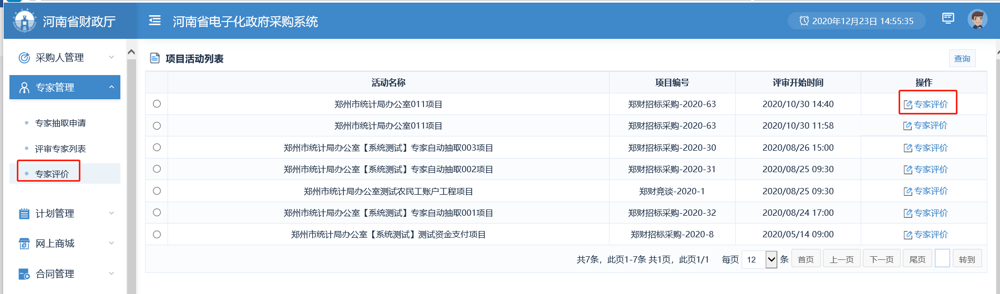 河南省财政厅
河南省电子化政府采购系统
2020年12月23日 14:55:35
采购人管理
专家管理
专家抽取申请
评审专家列表
专家评价
计划管理
网上商城
合同管理
项目活动列表
查询
活动名称 项目编号 评审开始时间 操作
郑州市统计局办公室011项目 郑财招标采购-2020-63 2020/10/30 14:40 专家评价
郑州市统计局办公室011项目 郑财招标采购-2020-63 2020/10/30 11:58 专家评价
郑州市统计局办公室【系统测试】专家自动抽取003项目 郑财招标采购-2020-30 2020/08/26 15:00 专家评价
郑州市统计局办公室【系统测试】专家自动抽取002项目 郑财招标采购-2020-31 2020/08/25 09:30 专家评价
郑州市统计局办公室测试农民工账户工程项目 郑财竞谈-2020-1 2020/08/25 09:30 专家评价
郑州市统计局办公室【系统测试】专家自动抽取001项目 郑财招标采购-2020-32 2020/08/24 17:00 专家评价
郑州市统计局办公室【系统测试】测试资金支付项目 郑财招标采购-2020-8 2020/05/14 09:00 专家评价
共7条，此页1-7条 共1页，此页1/1 每页 12 条 首页 上一页 下一页 尾页 转到